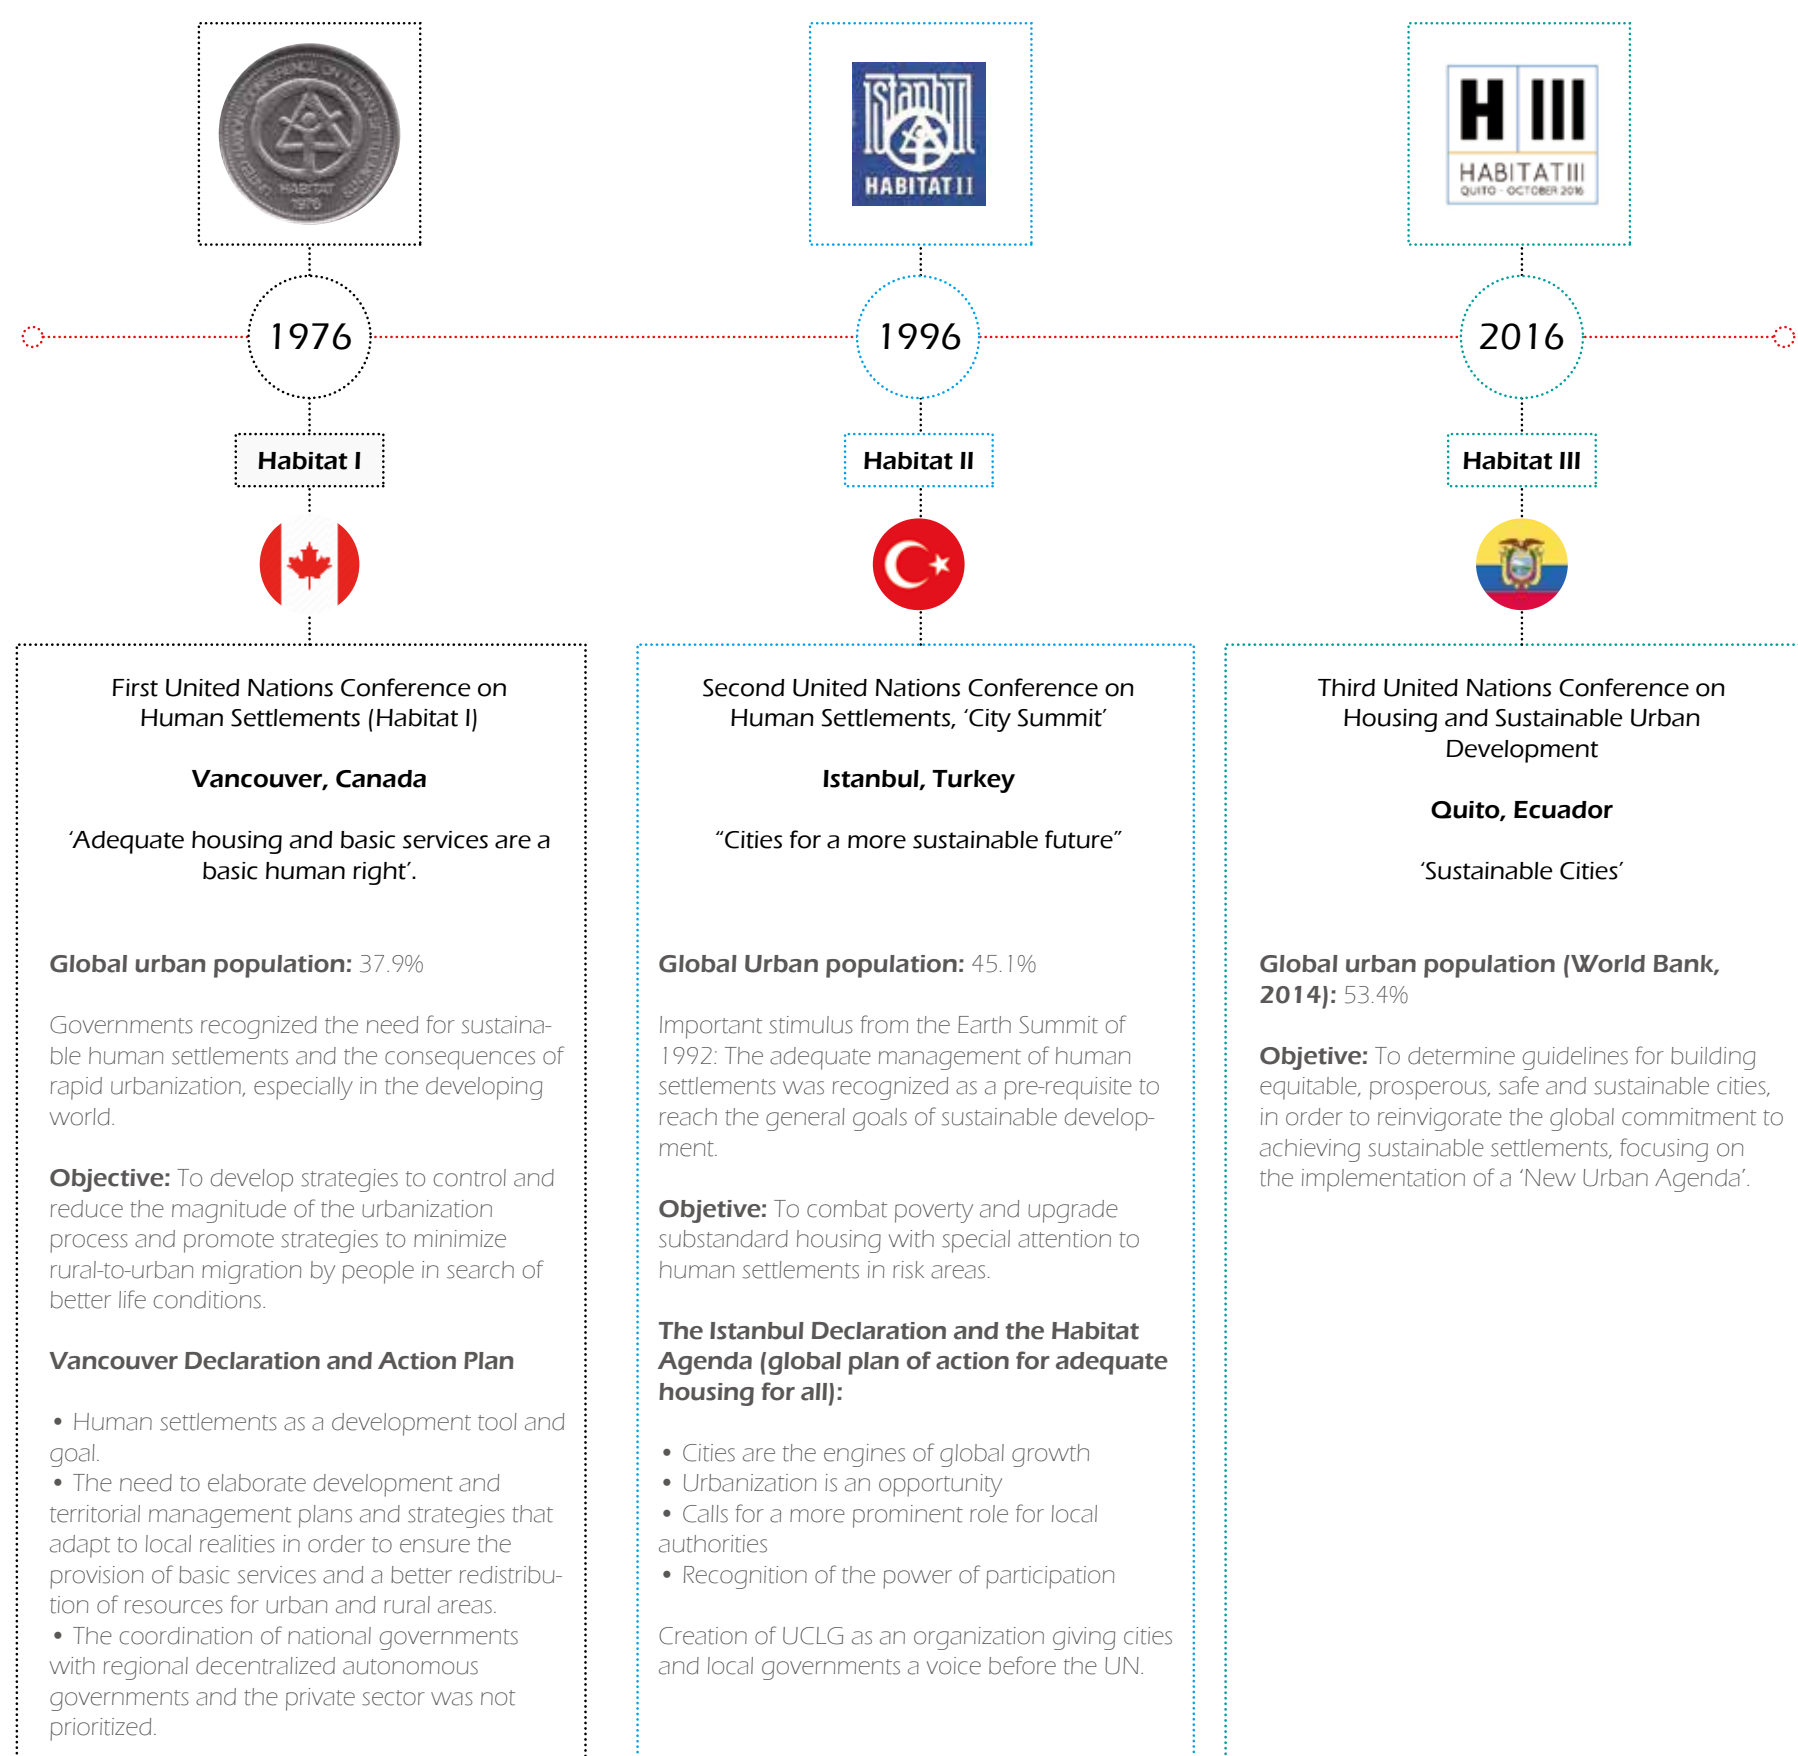 UNITED NATIONS CONFERENCE ON HUMAN SETTLEMENTS
HABITAT
1976
1976
Habitat I
First United Nations Conference on
Human Settlements (Habitat I)
Vancouver, Canada
‘Adequate housing and basic services are a
basic human right’.
Global urban population: 37.9%
Governments recognized the need for sustaina-
ble human settlements and the consequences of
rapid urbanization, especially in the developing
world.
Objective: To develop strategies to control and
reduce the magnitude of the urbanization
process and promote strategies to minimize
rural-to-urban migration by people in search of
better life conditions.
Vancouver Declaration and Action Plan
• Human settlements as a development tool and
goal.
• The need to elaborate development and
territorial management plans and strategies that
adapt to local realities in order to ensure the
provision of basic services and a better redistribu-
tion of resources for urban and rural areas.
• The coordination of national governments
with regional decentralized autonomous
governments and the private sector was not
prioritized.
Istanbul
HABITAT II
1996
Habitat II
Second United Nations Conference on
Human Settlements, ‘City Summit’
Istanbul, Turkey
“Cities for a more sustainable future”
Global Urban population: 45.1%
Important stimulus from the Earth Summit of
1992: The adequate management of human
settlements was recognized as a pre-requisite to
reach the general goals of sustainable develop-
ment.
Objetive: To combat poverty and upgrade
substandard housing with special attention to
human settlements in risk areas.
The Istanbul Declaration and the Habitat
Agenda (global plan of action for adequate
housing for all):
• Cities are the engines of global growth
• Urbanization is an opportunity
• Calls for a more prominent role for local
authorities
• Recognition of the power of participation
Creation of UCLG as an organization giving cities
and local governments a voice before the UN.
H III
HABITAT III
QUITO - OCTOBER 2016
2016
Habitat III
Third United Nations Conference on
Housing and Sustainable Urban
Development
Quito, Ecuador
‘Sustainable Cities’
Global urban population (World Bank,
2014): 53.4%
Objetive: To determine guidelines for building
equitable, prosperous, safe and sustainable cities,
in order to reinvigorate the global commitment to
achieving sustainable settlements, focusing on
the implementation of a ‘New Urban Agenda’.